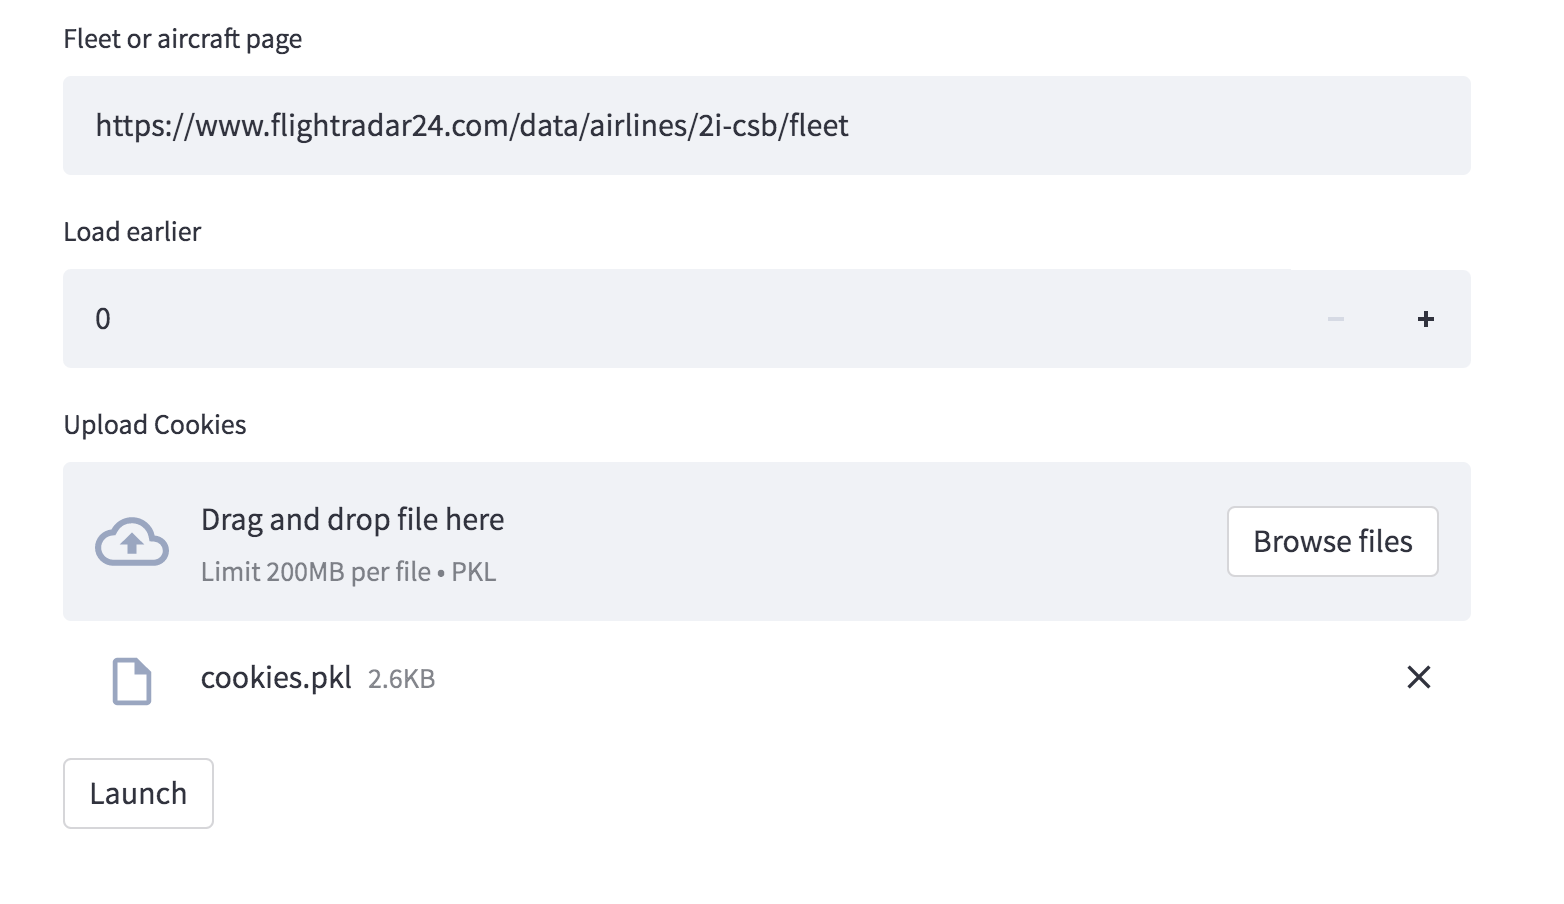 Fleet or aircraft page
https://www.flightradar24.com/data/airlines/2i-csb/fleet
Load earlier
0
Upload Cookies
Drag and drop file here
Limit 200MB per file • PKL
Browse files
cookies.pkl 2.6KB
Launch